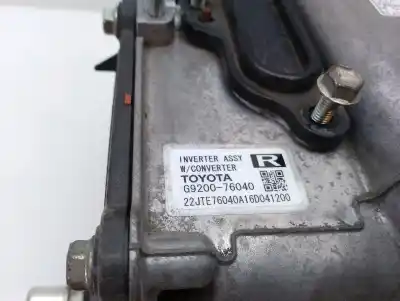 INVERTER ASSY
W/CONVERTER
R
TOYOTA
G9200-76040
22JTE76040A16D041200